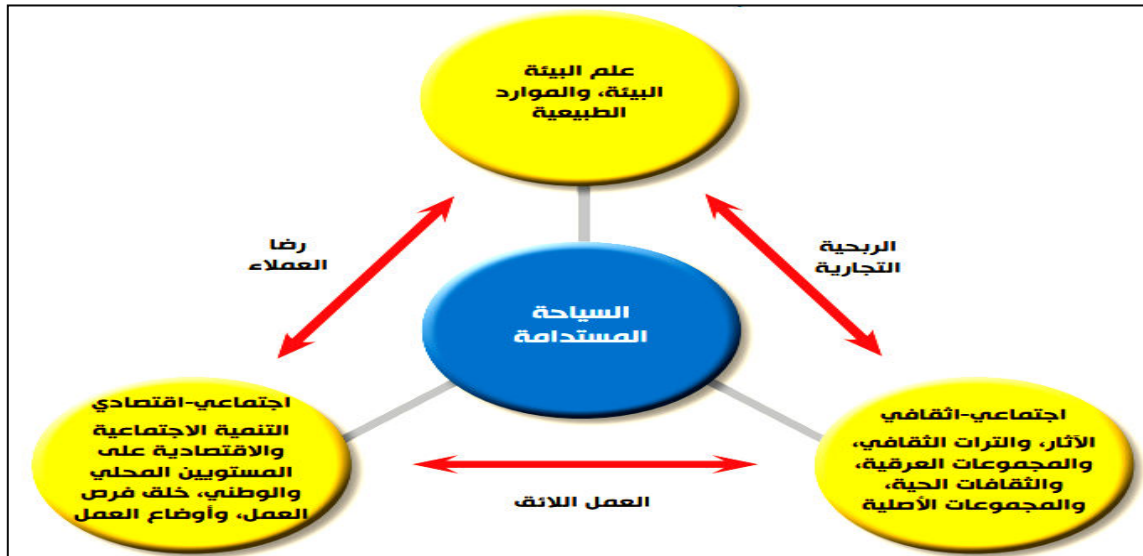 علم البيئة
البيئة، والموارد
الطبيعية
الربحية
التجارية
رضا
العملاء
السياحة
المستدامة
اجتماعي-اثقافي
الآثار، والترات الثقافي،
والمجموعات العرقية،
والثقافات الحية،
والمجموعات الأصلية
العمل اللائق
اجتماعي-اقتصادي
التنمية الاجتماعية
والاقتصادية على
المستويين المحلي
والوطني، خلق فرص
العمل، وأوضاع العمل